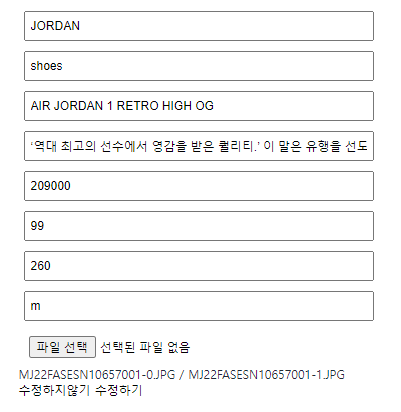 JORDAN
shoes
AIR JORDAN 1 RETRO HIGH OG
‘역대 최고의 선수에서 영감을 받은 퀄리티.’ 이 말은 유행을 선도
209000
99
260
m
파일 선택 선택된 파일 없음
MJ22FASESN10657001-0.JPG / MJ22FASESN10657001-1.JPG
수정하지않기 수정하기